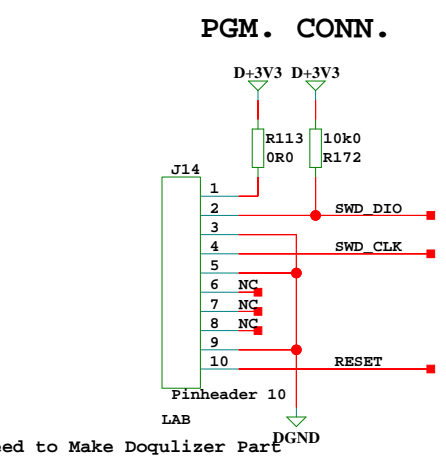 PGM. CONN.
D+3V3 D+3V3
R113 10k0
0R0 R172
J14
1
2 SWD_DIO
3
4 SWD_CLK
5
6 NC
7 NC
8 NC
9
10 RESET
Pinheader 10
LAB
DGND
eed to Make Doqulizer Part